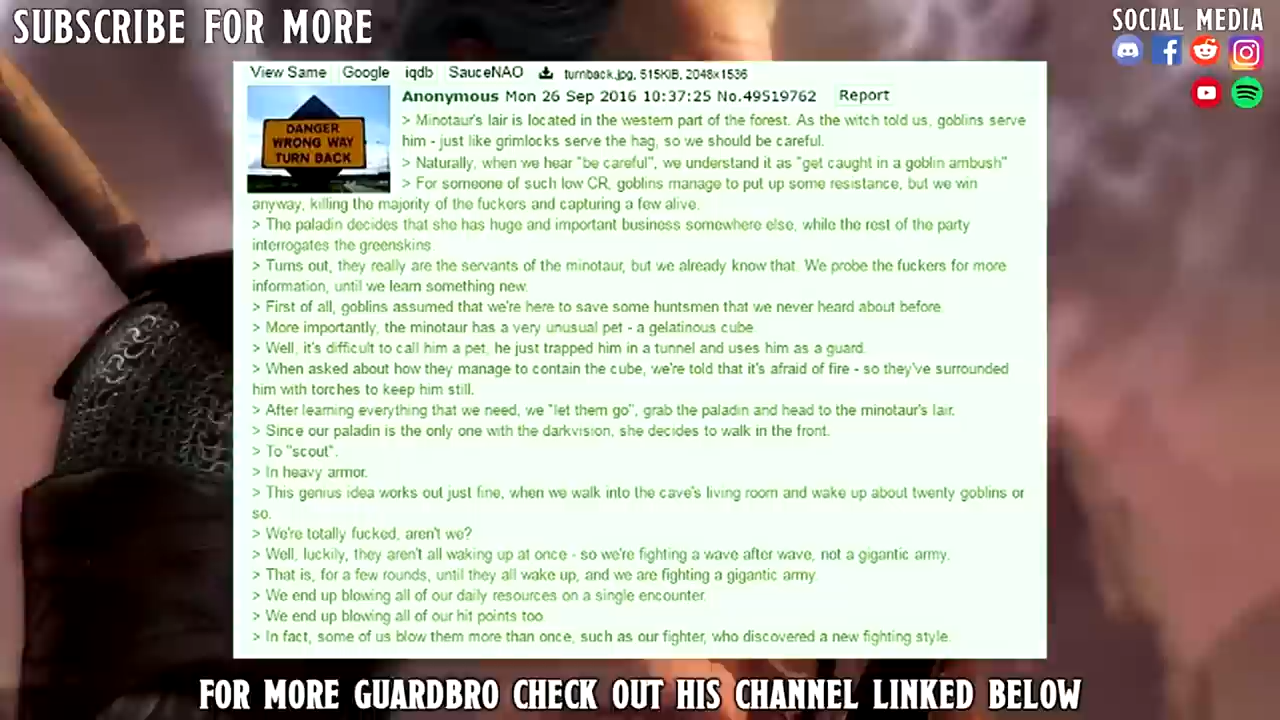 SUBSCRIBE FOR MORE
SOCIAL MEDIA
View Same Google iqdb SauceNAO turnback.jpg, 515KiB, 2048x1536
Anonymous Mon 26 Sep 2016 10:37:25 No.49519762 Report
DANGER
WRONG WAY
TURN BACK
> Minotaur's lair is located in the western part of the forest. As the witch told us, goblins serve
him - just like grimlocks serve the hag, so we should be careful.
> Naturally, when we hear "be careful", we understand it as "get caught in a goblin ambush"
> For someone of such low CR, goblins manage to put up some resistance, but we win
anyway, killing the majority of the fuckers and capturing a few alive.
> The paladin decides that she has huge and important business somewhere else, while the rest of the party
interrogates the greenskins.
> Turns out, they really are the servants of the minotaur, but we already know that. We probe the fuckers for more
information, until we learn something new.
> First of all, goblins assumed that we're here to save some huntsmen that we never heard about before.
> More importantly, the minotaur has a very unusual pet - a gelatinous cube.
> Well, it's difficult to call him a pet, he just trapped him in a tunnel and uses him as a guard.
> When asked about how they manage to contain the cube, we're told that it's afraid of fire - so they've surrounded
him with torches to keep him still.
> After learning everything that we need, we "let them go", grab the paladin and head to the minotaur's lair.
> Since our paladin is the only one with the darkvision, she decides to walk in the front.
> To "scout".
> In heavy armor.
> This genius idea works out just fine, when we walk into the cave's living room and wake up about twenty goblins or
so.
> We're totally fucked, aren't we?
> Well, luckily, they aren't all waking up at once - so we're fighting a wave after wave, not a gigantic army.
> That is, for a few rounds, until they all wake up, and we are fighting a gigantic army.
> We end up blowing all of our daily resources on a single encounter.
> We end up blowing all of our hit points too.
> In fact, some of us blow them more than once, such as our fighter, who discovered a new fighting style.
FOR MORE GUARDBRO CHECK OUT HIS CHANNEL LINKED BELOW